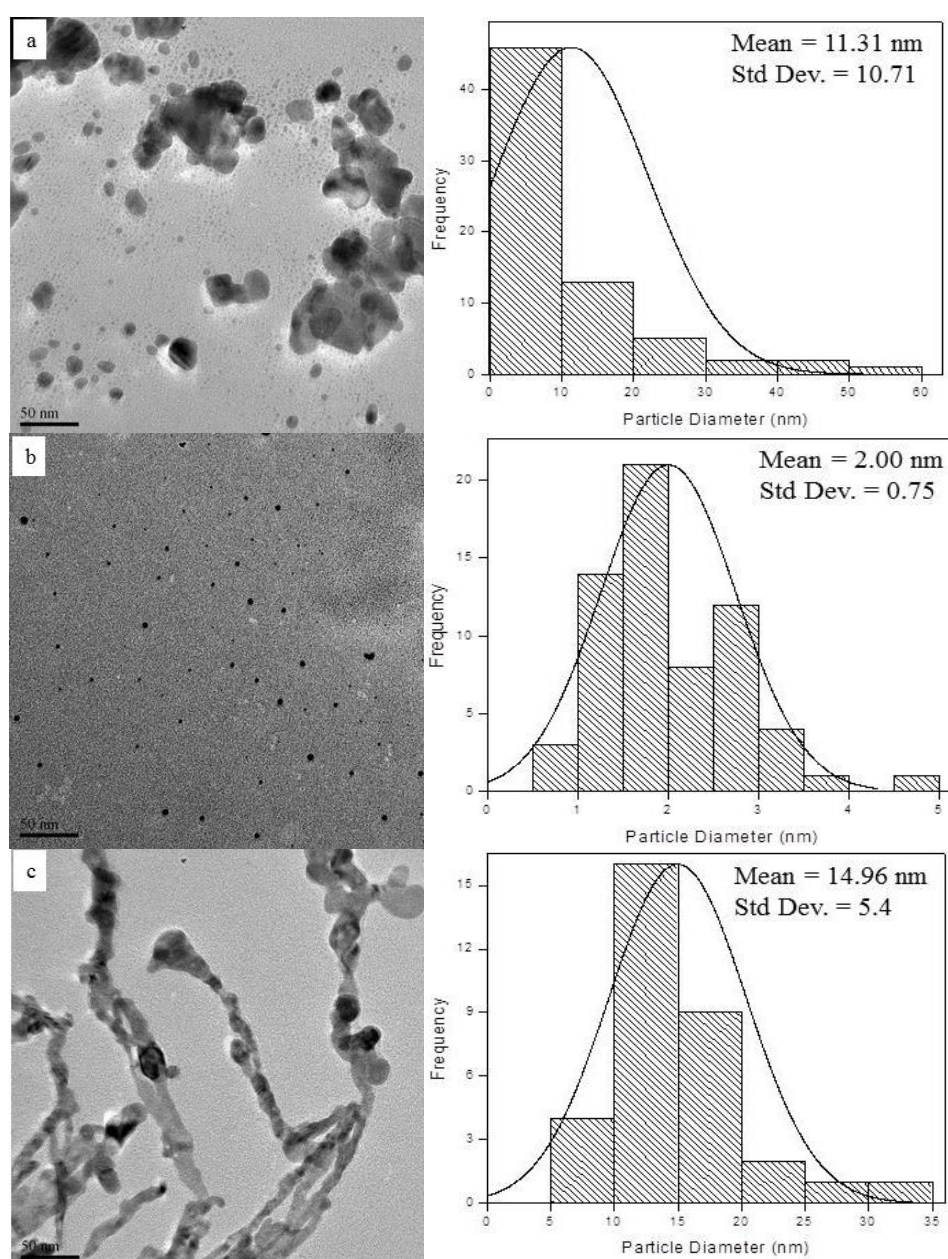 a
50 nm
Mean = 11.31 nm
Std Dev. = 10.71
Frequency
40
30
20
10
0
0 10 20 30 40 50 60
Particle Diameter (nm)
b
50 nm
Mean = 2.00 nm
Std Dev. = 0.75
Frequency
20
15
10
5
0
0 1 2 3 4 5
Particle Diameter (nm)
c
50 nm
Mean = 14.96 nm
Std Dev. = 5.4
Frequency
15
12
9
6
3
0
0 5 10 15 20 25 30 35
Particle Diameter (nm)